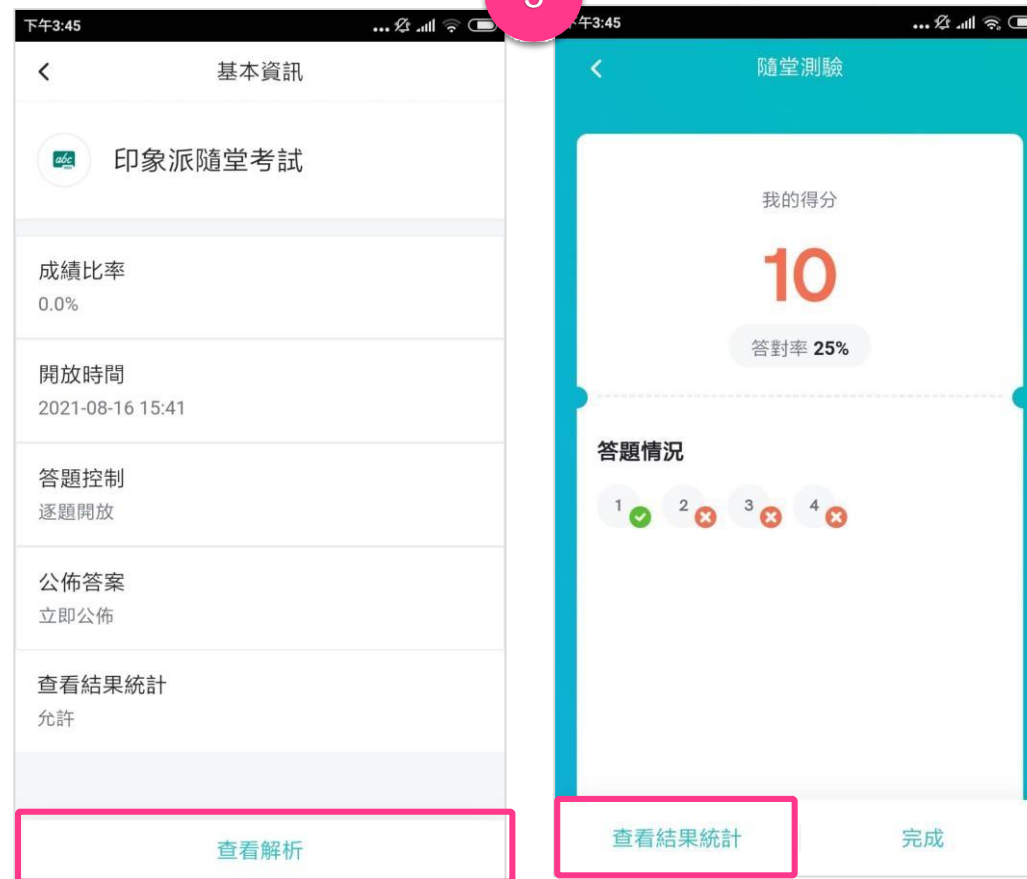 下午3:45
基本資訊
abc
印象派隨堂考試
成績比率
0.0%
開放時間
2021-08-16 15:41
答題控制
逐題開放
公佈答案
立即公佈
查看結果統計
允許
查看解析
午3:45
隨堂測驗
我的得分
10
答對率 25%
答題情況
1 2 3 4
查看結果統計 完成